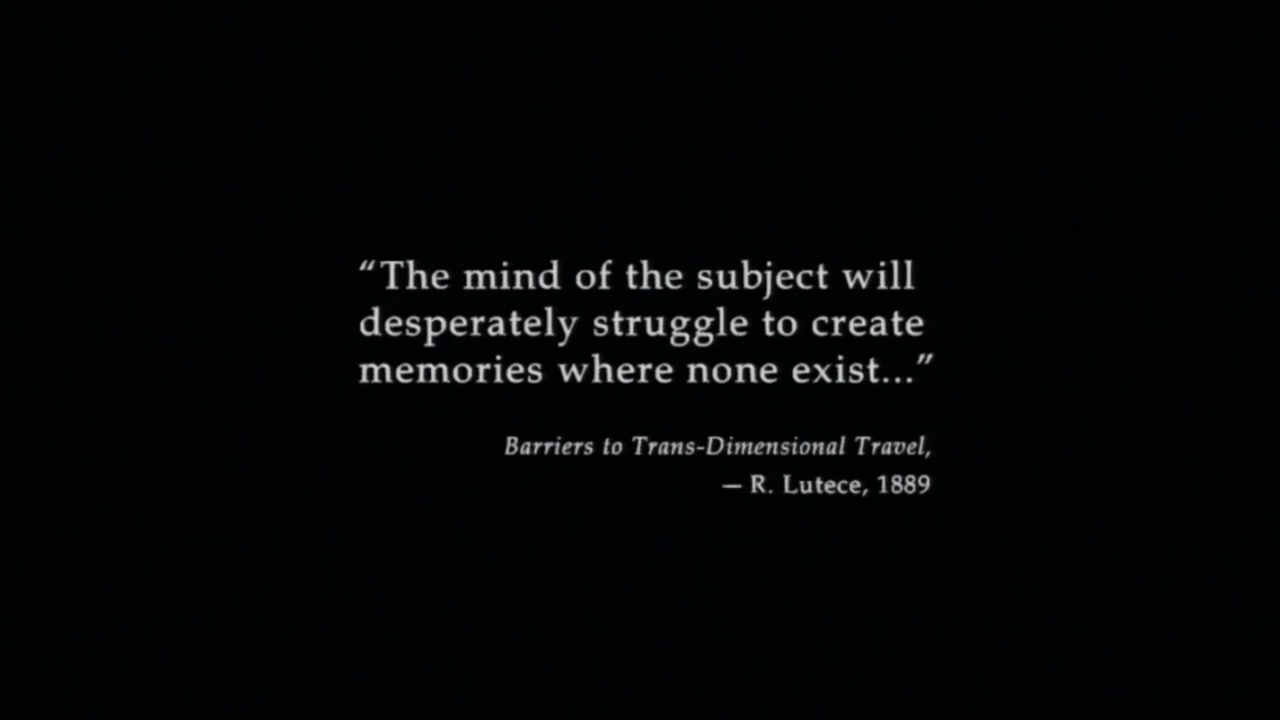 “The mind of the subject will
desperately struggle to create
memories where none exist...”
Barriers to Trans-Dimensional Travel,
— R. Lutece, 1889